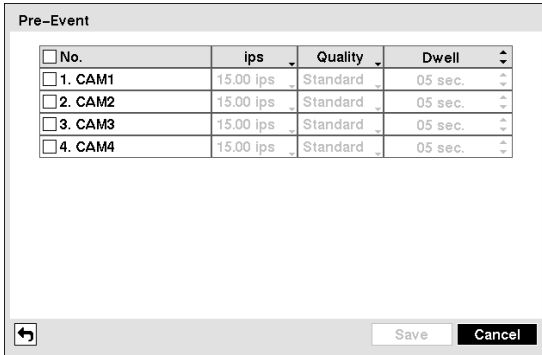 Pre-Event
No. ips Quality Dwell
1. CAM1 15.00 ips Standard 05 sec.
2. CAM2 15.00 ips Standard 05 sec.
3. CAM3 15.00 ips Standard 05 sec.
4. CAM4 15.00 ips Standard 05 sec.
Save Cancel